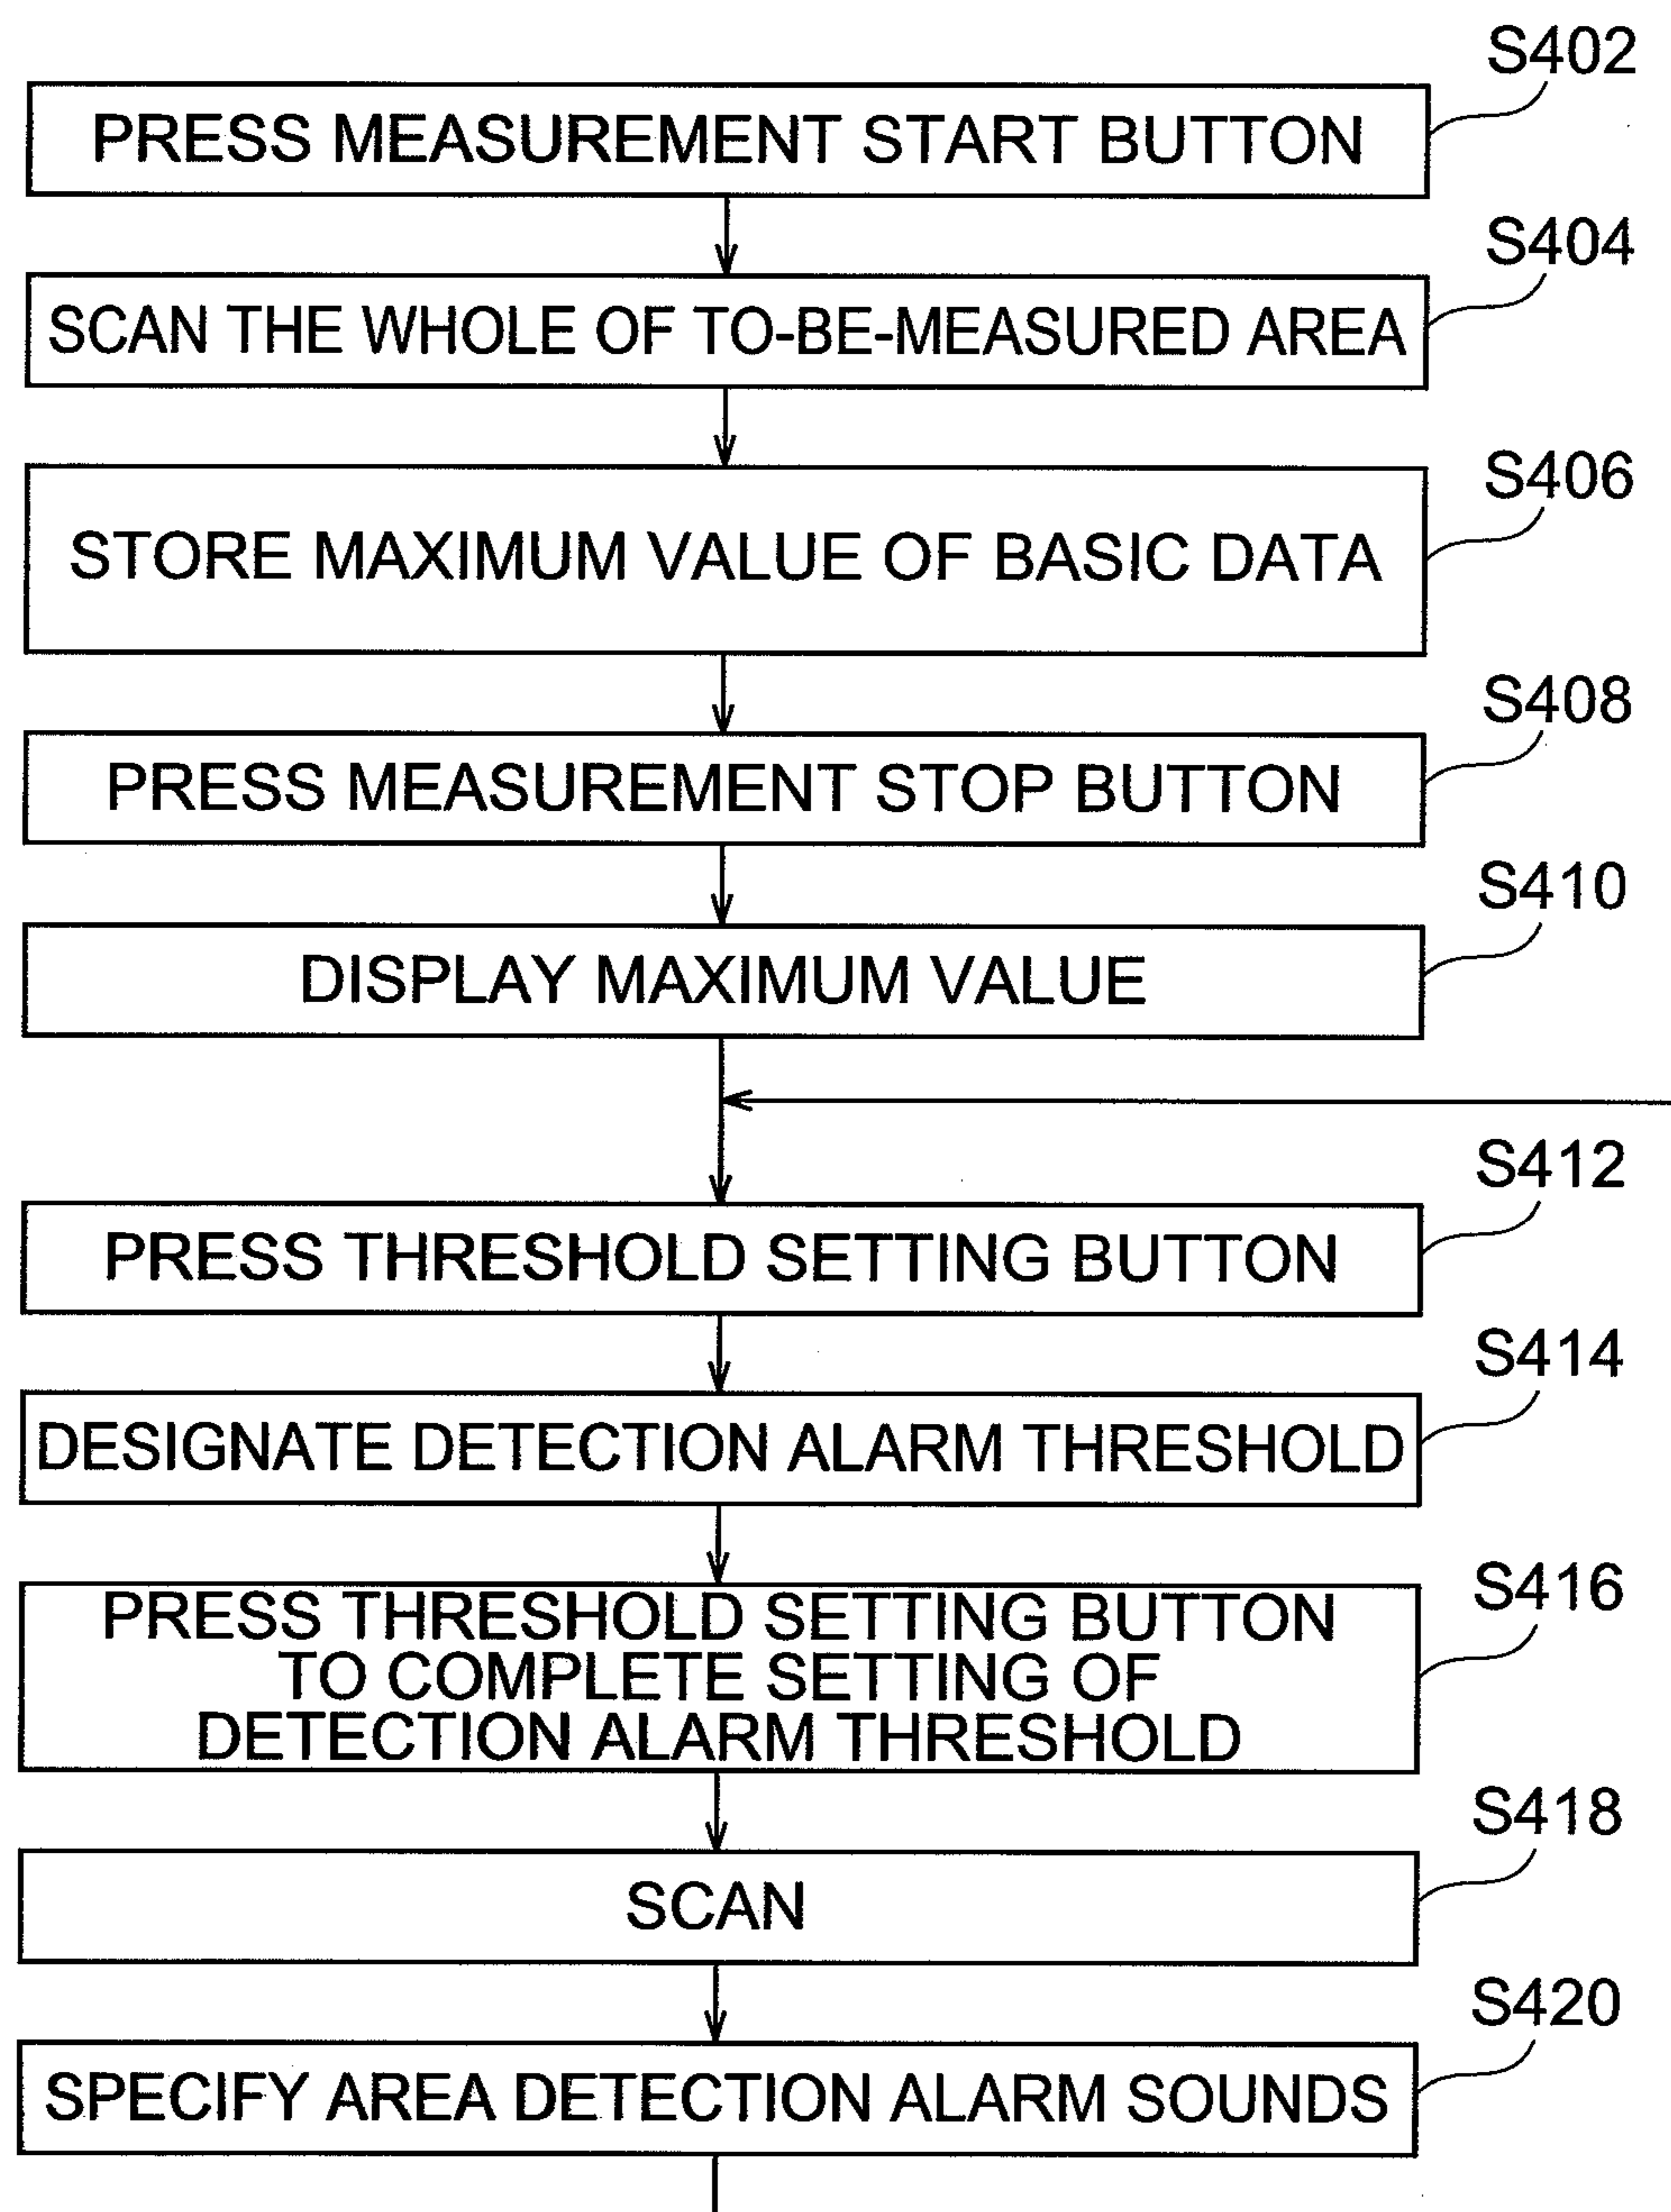 S402
PRESS MEASUREMENT START BUTTON
S404
SCAN THE WHOLE OF TO-BE-MEASURED AREA
S406
STORE MAXIMUM VALUE OF BASIC DATA
S408
PRESS MEASUREMENT STOP BUTTON
S410
DISPLAY MAXIMUM VALUE
S412
PRESS THRESHOLD SETTING BUTTON
S414
DESIGNATE DETECTION ALARM THRESHOLD
S416
PRESS THRESHOLD SETTING BUTTON
TO COMPLETE SETTING OF
DETECTION ALARM THRESHOLD
S418
SCAN
S420
SPECIFY AREA DETECTION ALARM SOUNDS